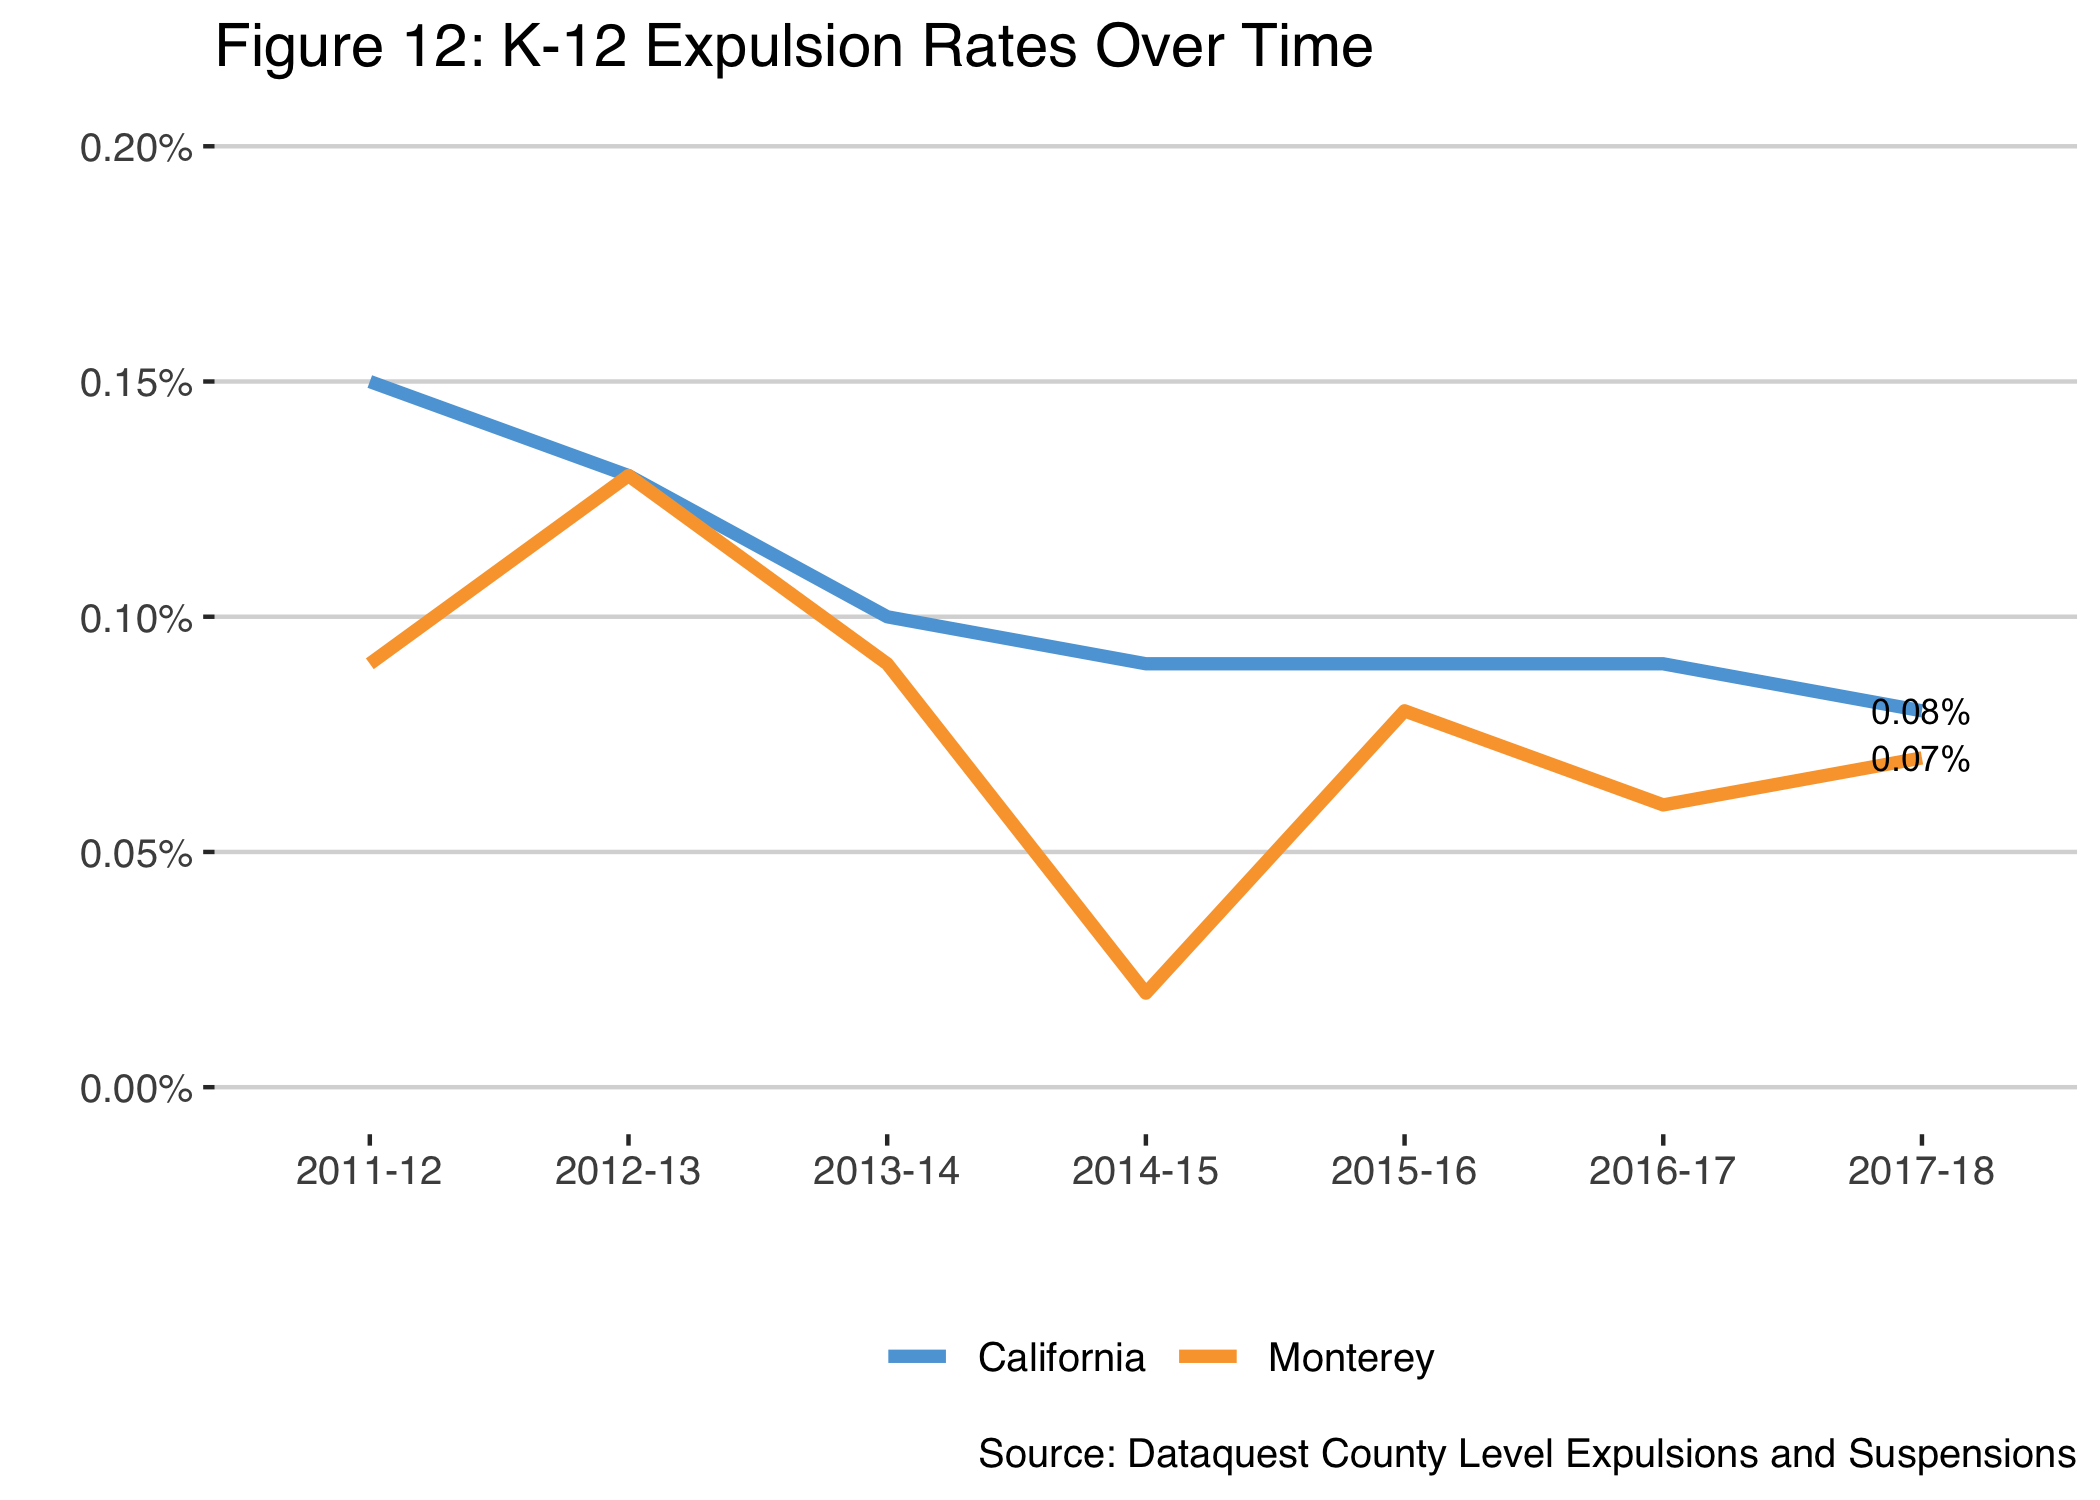 Figure 12: K-12 Expulsion Rates Over Time
0.20%
0.15%
0.10%
0.05%
0.00%
0.08%
0.07%
2011-12 2012-13 2013-14 2014-15 2015-16 2016-17 2017-18
California Monterey
Source: Dataquest County Level Expulsions and Suspensions